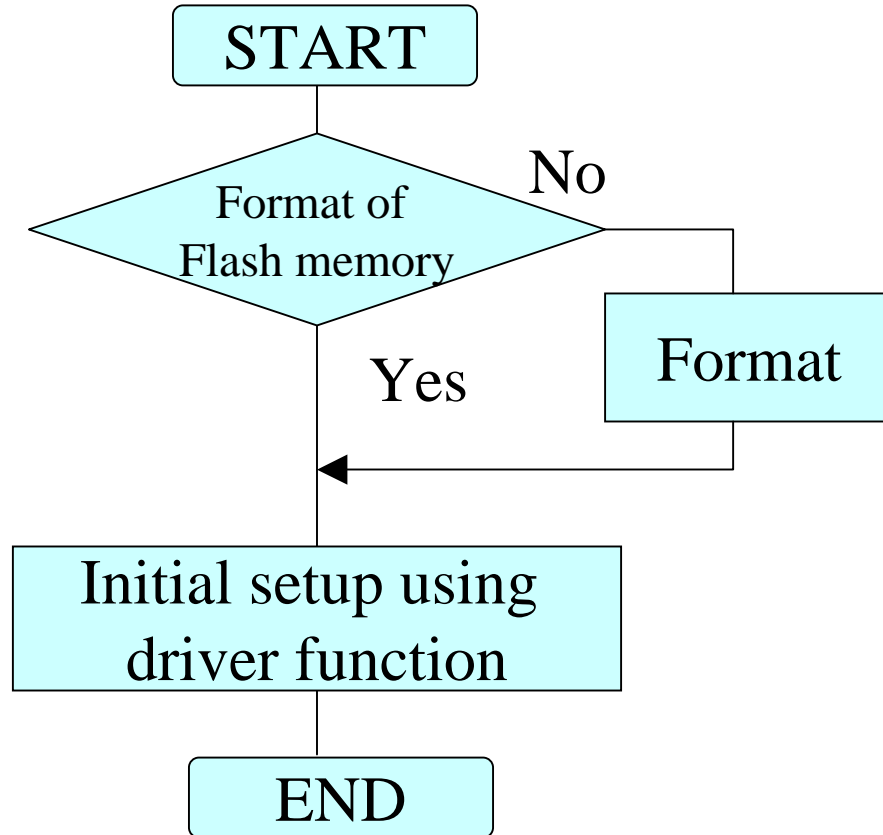 START
No
Format of
Flash memory
Format
Yes
Initial setup using
driver function
END